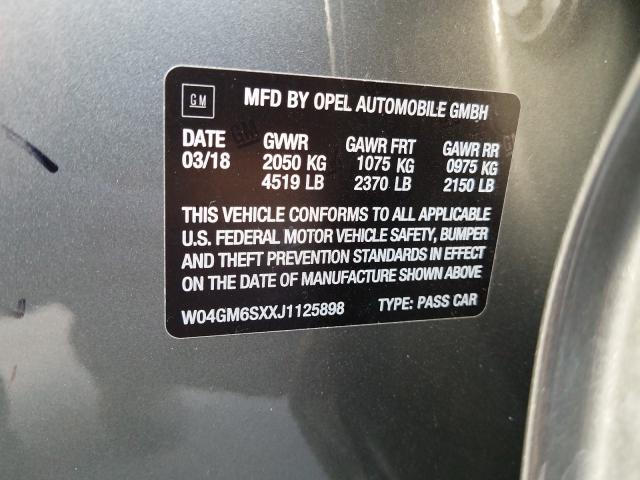 GM MFD BY OPEL AUTOMOBILE GMBH
DATE GVWR GAWR FRT GAWR RR
03/18 2050 KG 1075 KG 0975 KG
4519 LB 2370 LB 2150 LB
THIS VEHICLE CONFORMS TO ALL APPLICABLE
U.S. FEDERAL MOTOR VEHICLE SAFETY, BUMPER
AND THEFT PREVENTION STANDARDS IN EFFECT
ON THE DATE OF MANUFACTURE SHOWN ABOVE
W04GM6SXXJ1125898 TYPE: PASS CAR